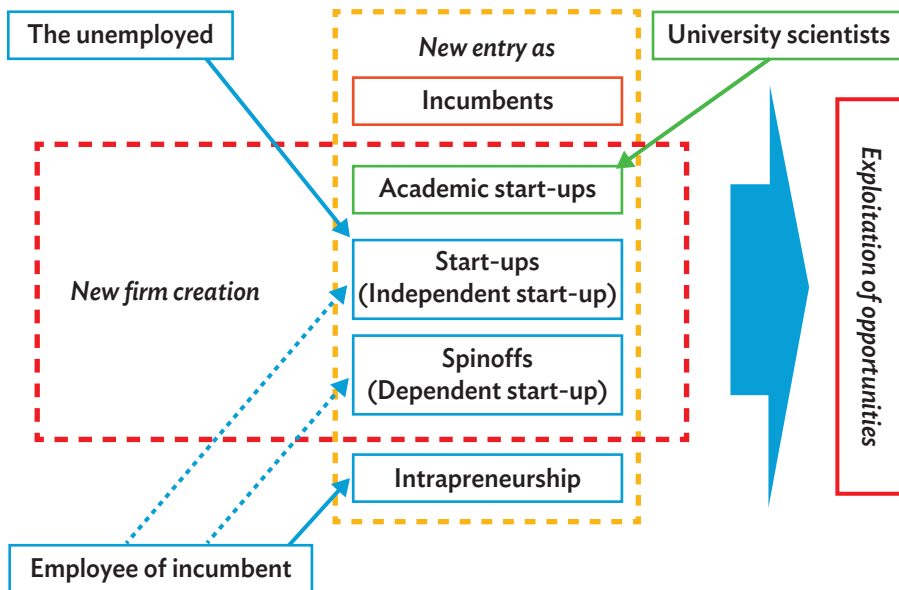 The unemployed
New entry as
University scientists
Incumbents
Academic start-ups
New firm creation
Start-ups
(Independent start-up)
Spinoffs
(Dependent start-up)
Intrapreneurship
Employee of incumbent
Exploitation of opportunities